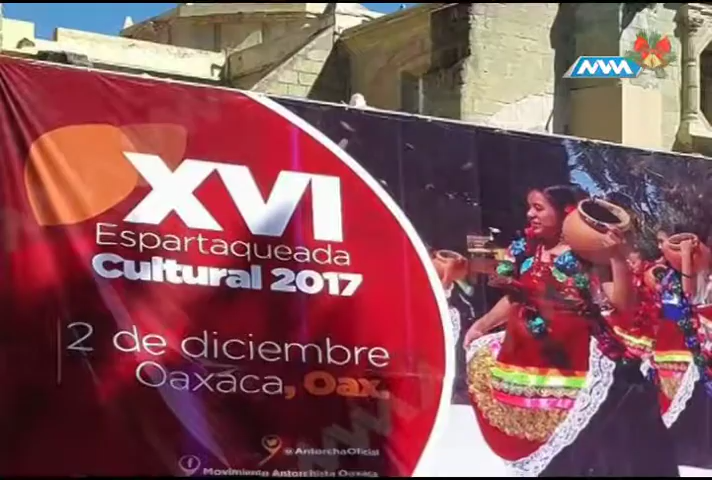 XVI
Espartaqueada
Cultural 2017
2 de diciembre
Oaxaca, Oax.
@AntorchaOficial
Movimiento Antorchista Oaxaca